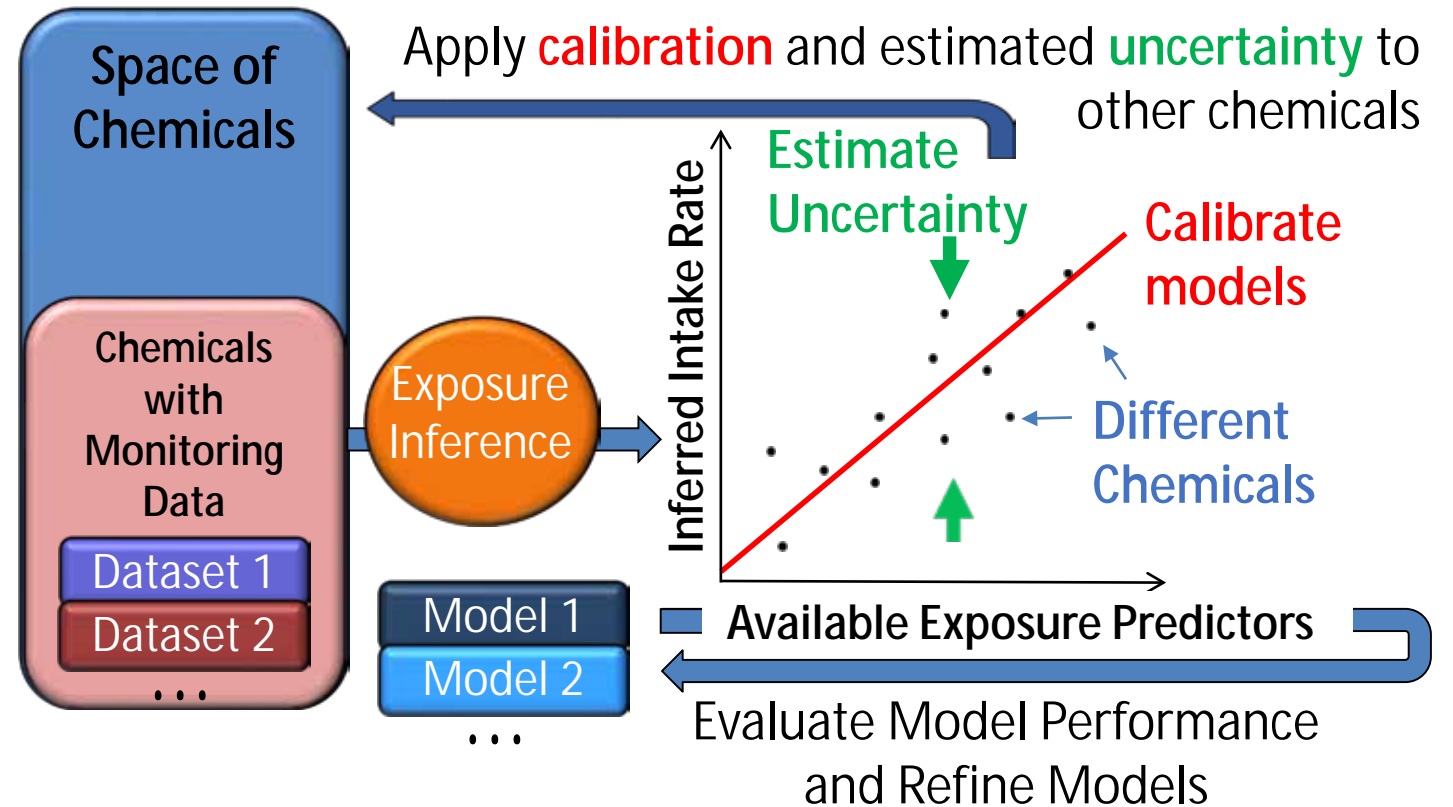 Space of
Chemicals
Apply calibration and estimated uncertainty to
other chemicals
Chemicals
with
Monitoring
Data
Dataset 1
Dataset 2
...
Exposure
Inference
Model 1
Model 2
...
Inferred Intake Rate
Estimate
Uncertainty
Calibrate
models
Different
Chemicals
Available Exposure Predictors
Evaluate Model Performance
and Refine Models